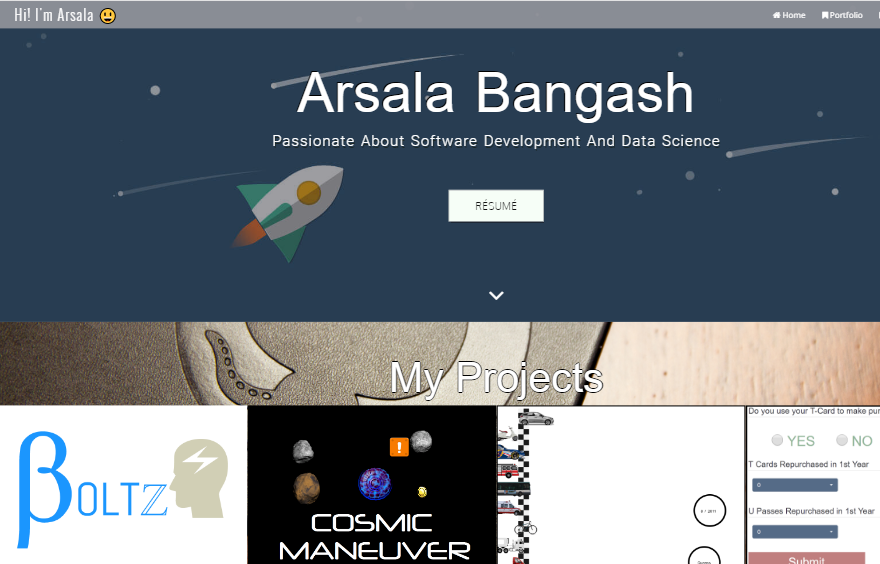 Hi! I'm Arsala
Home
Portfolio
Arsala Bangash
Passionate About Software Development And Data Science
RÉSUMÉ
My Projects
βOLTZ
!
COSMIC
MANEUVER
Do you use your T-Card to make pur
YES
NO
T Cards Repurchased in 1st Year
0
U Passes Repurchased in 1st Year
0
Submit